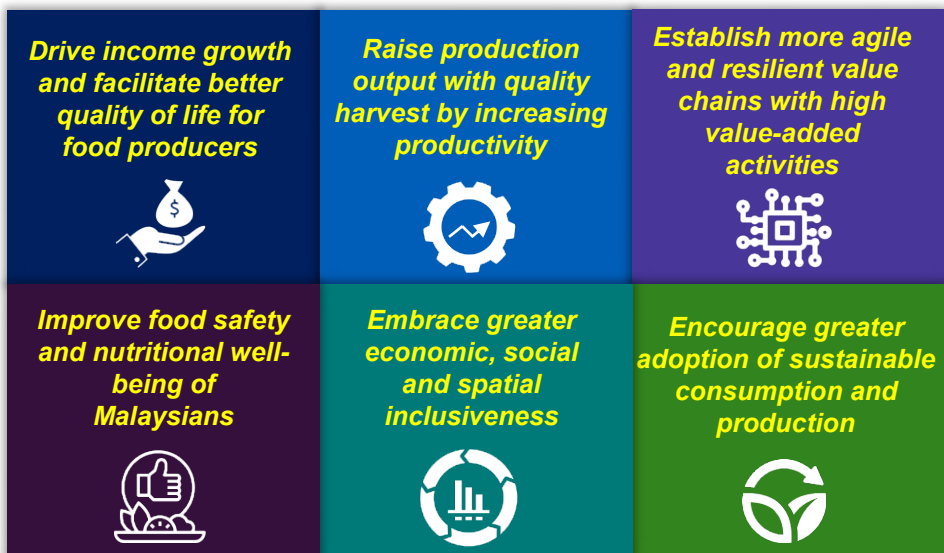 Drive income growth
and facilitate better
quality of life for
food producers
Raise production
output with quality
harvest by increasing
productivity
Establish more agile
and resilient value
chains with high
value-added
activities
$
Improve food safety
and nutritional well-
being of
Malaysians
Embrace greater
economic, social
and spatial
inclusiveness
Encourage greater
adoption of sustainable
consumption and
production